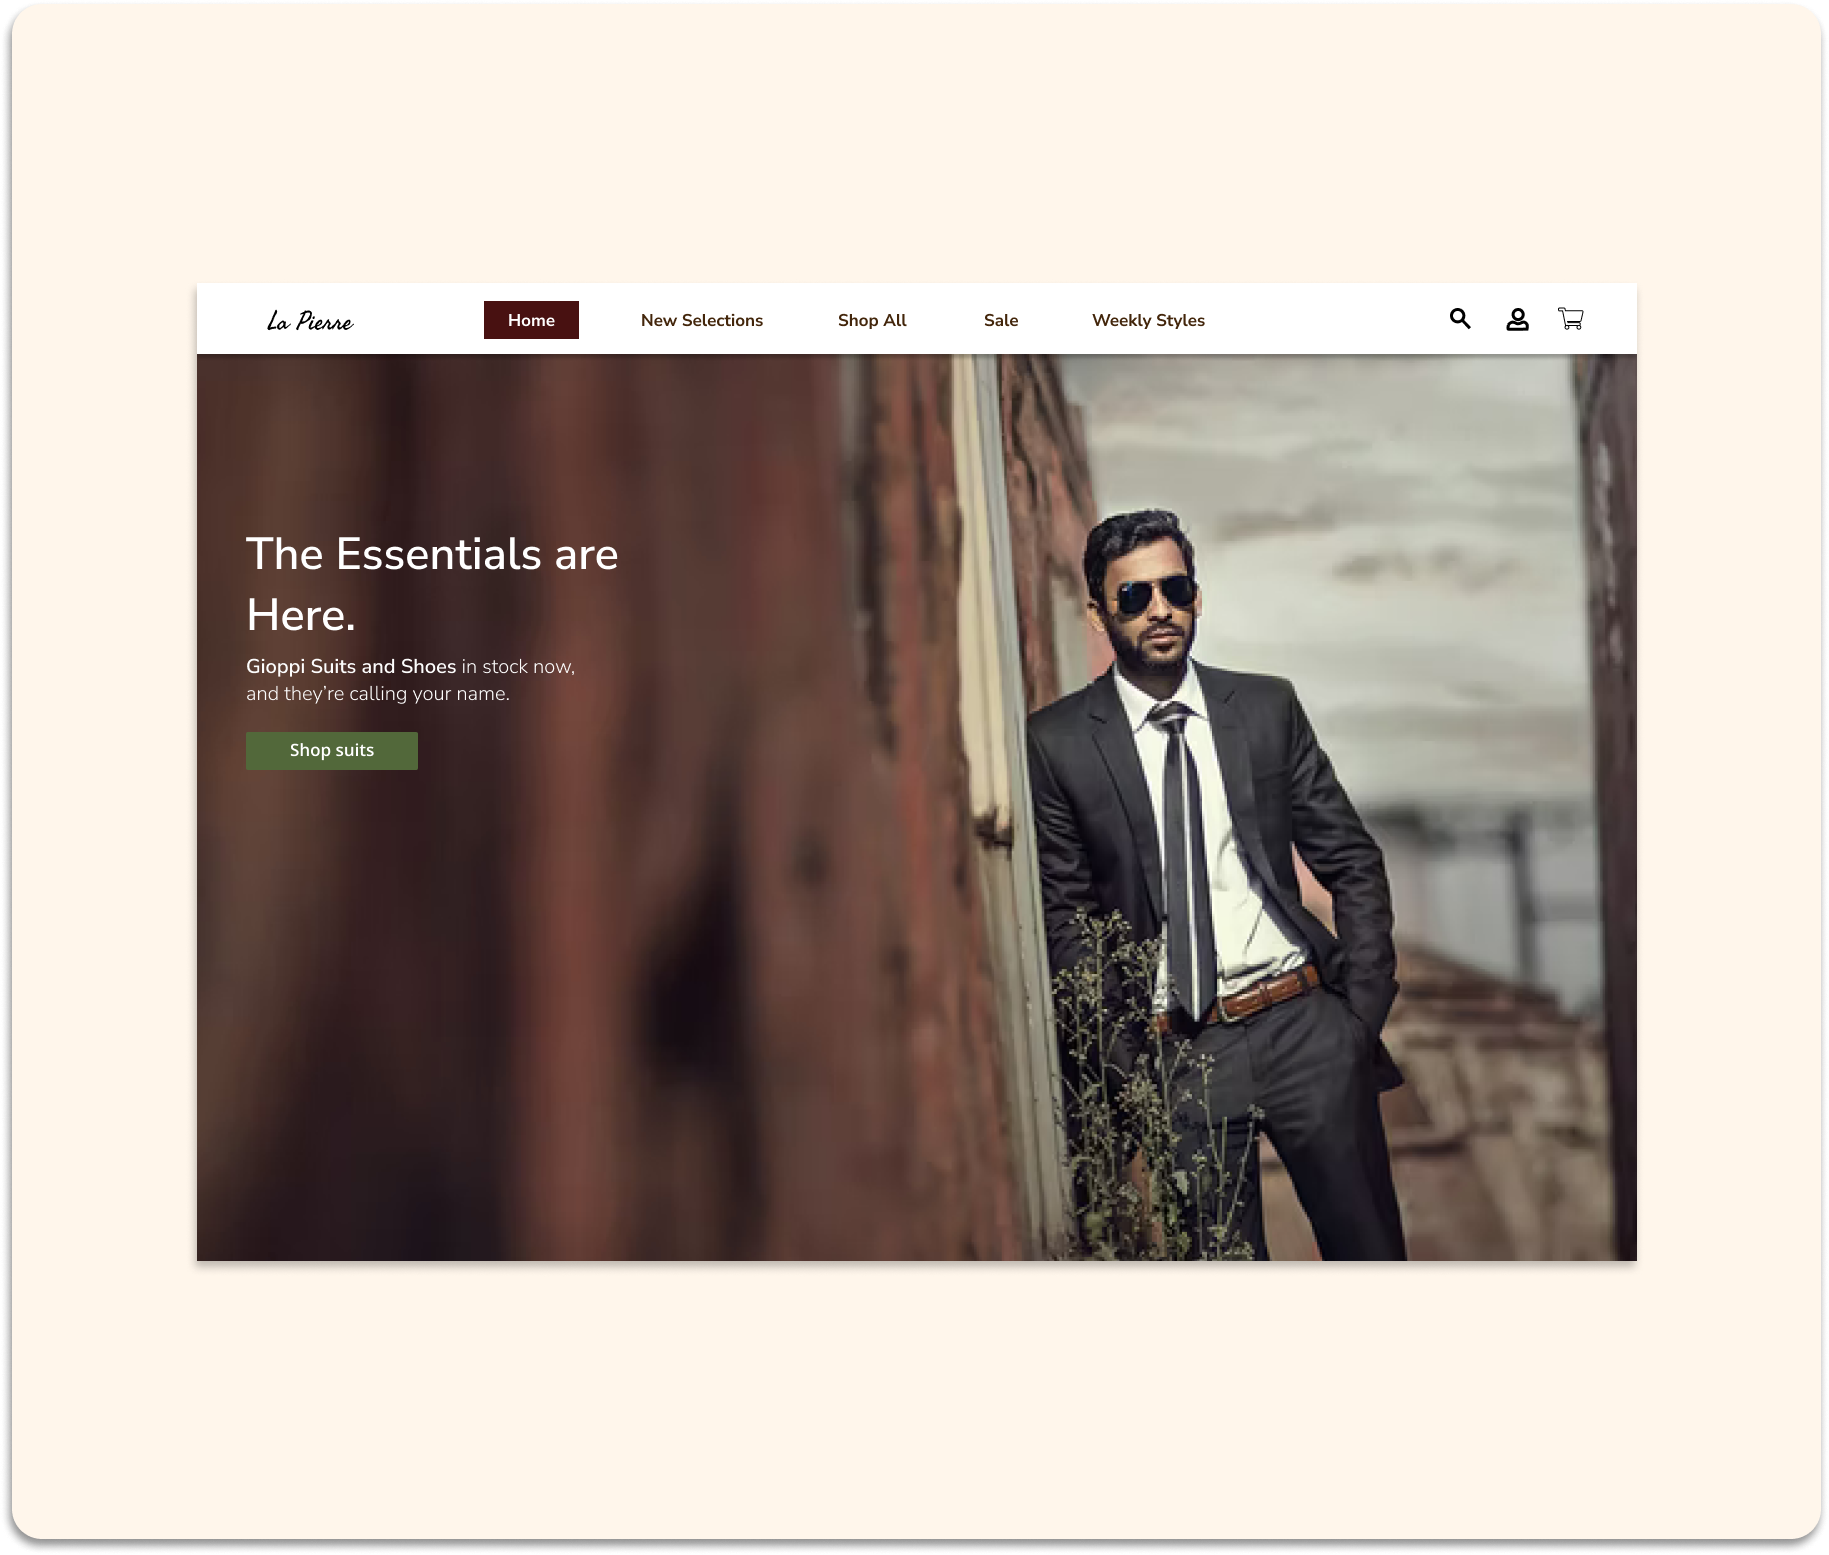 La Pierre
Home
New Selections
Shop All
Sale
Weekly Styles
The Essentials are
Here.
Gioppi Suits and Shoes in stock now,
and they’re calling your name.
Shop suits